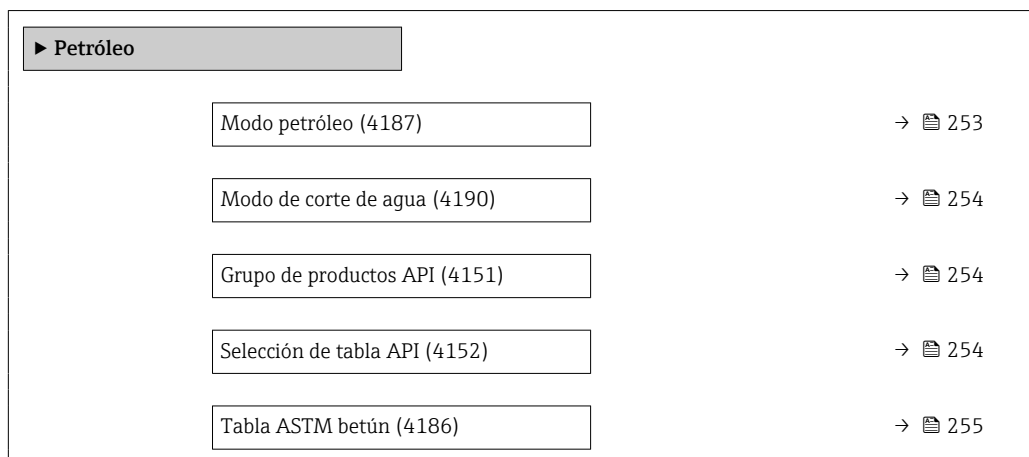 ▶ Petróleo
Modo petróleo (4187) → 253
Modo de corte de agua (4190) → 254
Grupo de productos API (4151) → 254
Selección de tabla API (4152) → 254
Tabla ASTM betún (4186) → 255